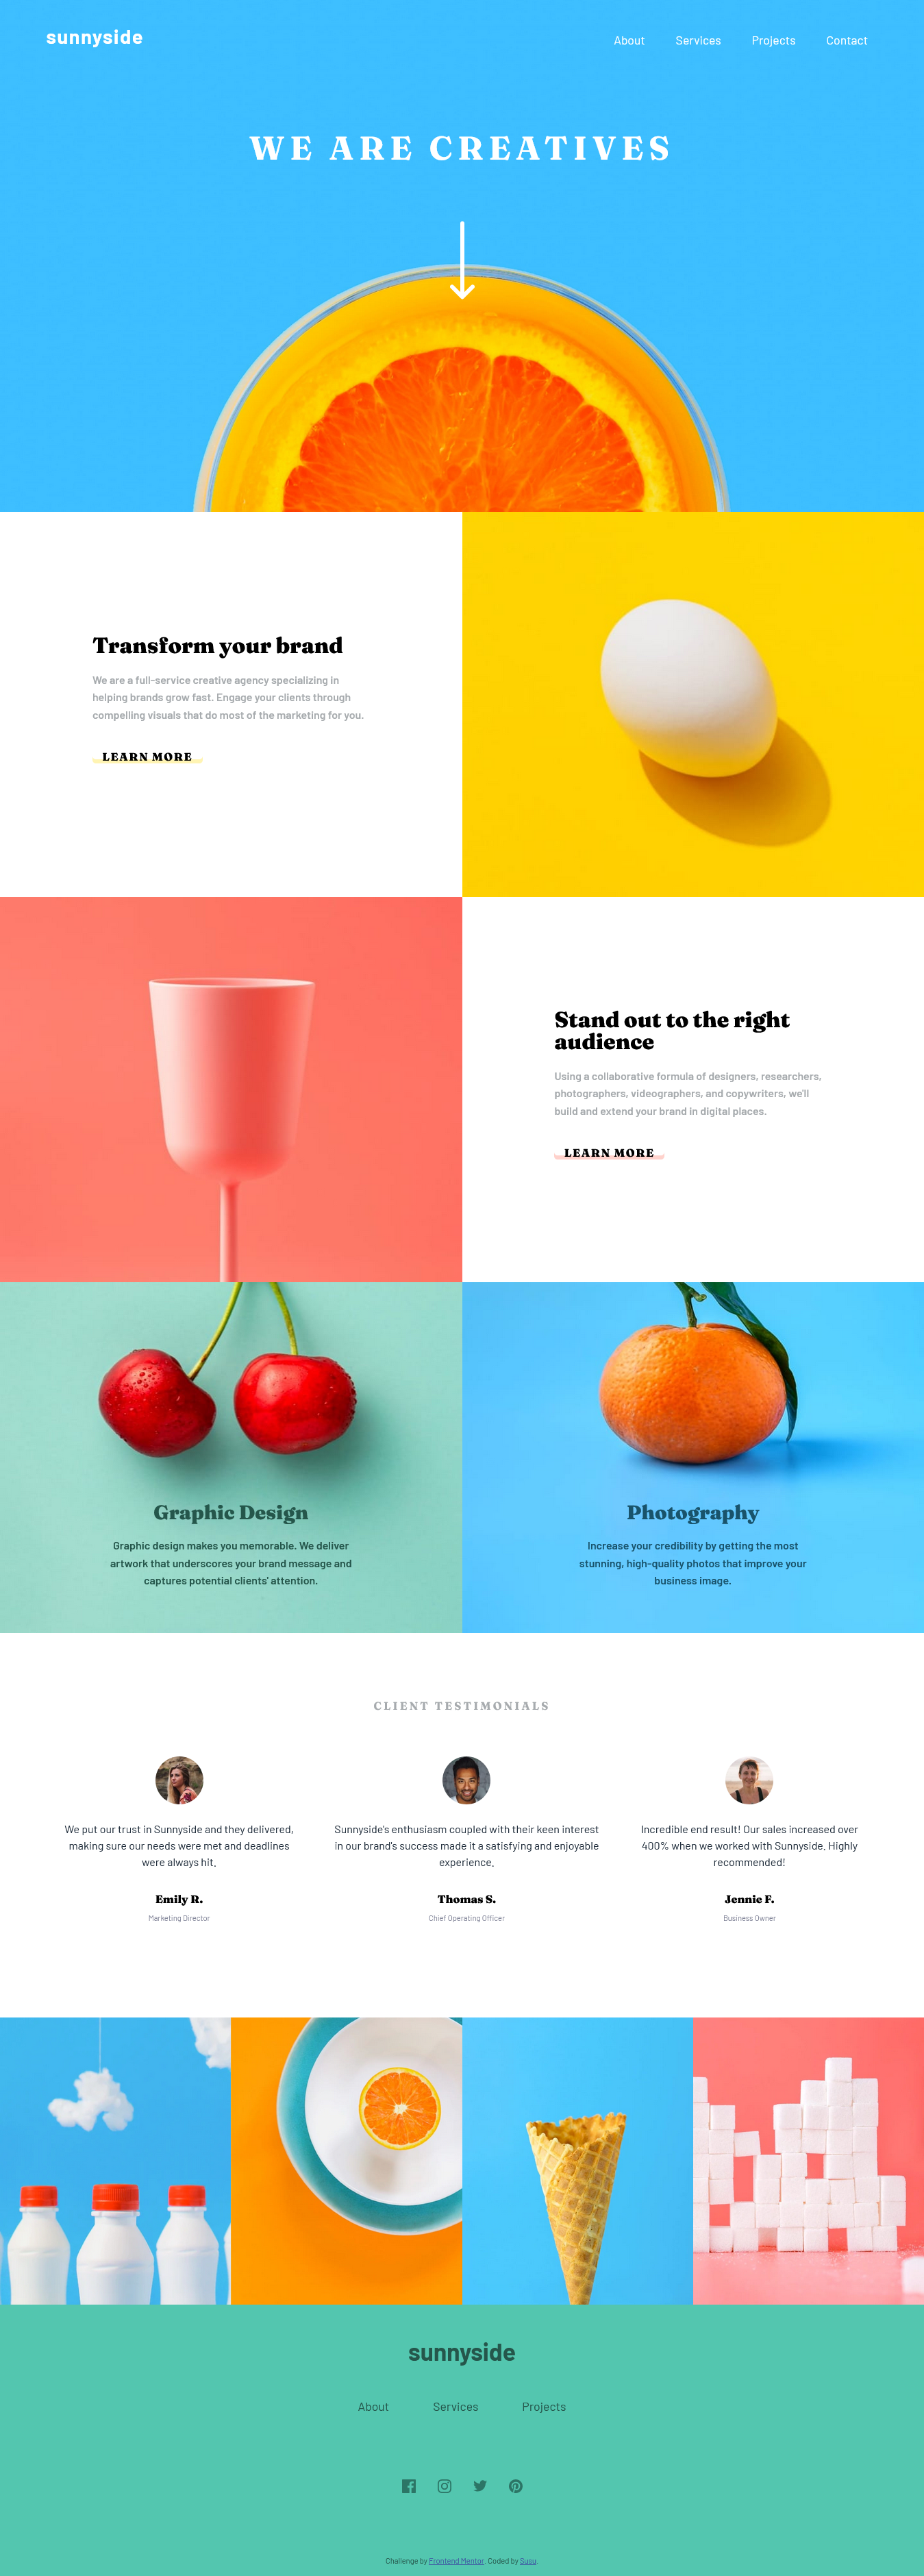 sunnyside
About Services Projects Contact
WE ARE CREATIVES
Transform your brand
We are a full-service creative agency specializing in
helping brands grow fast. Engage your clients through
compelling visuals that do most of the marketing for you.
LEARN MORE
Stand out to the right
audience
Using a collaborative formula of designers, researchers,
photographers, videographers, and copywriters, we'll
build and extend your brand in digital places.
LEARN MORE
Graphic Design
Graphic design makes you memorable. We deliver
artwork that underscores your brand message and
captures potential clients' attention.
Photography
Increase your credibility by getting the most
stunning, high-quality photos that improve your
business image.
CLIENT TESTIMONIALS
We put our trust in Sunnyside and they delivered,
making sure our needs were met and deadlines
were always hit.
Emily R.
Marketing Director
Sunnyside's enthusiasm coupled with their keen interest
in our brand's success made it a satisfying and enjoyable
experience.
Thomas S.
Chief Operating Officer
Incredible end result! Our sales increased over
400% when we worked with Sunnyside. Highly
recommended!
Jennie F.
Business Owner
sunnyside
About Services Projects
Challenge by Frontend Mentor. Coded by Susu.